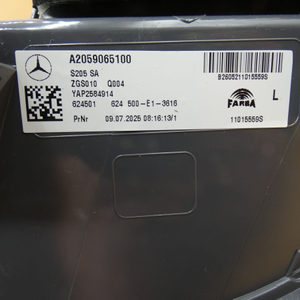 A2059065100
S205 SA
ZGS010 Q004
YAP2584914
624501 624 500-E1-3616
PrNr 09.07.2025 08:16:13/1
B2605211015559S
FARBA
L
11015559S